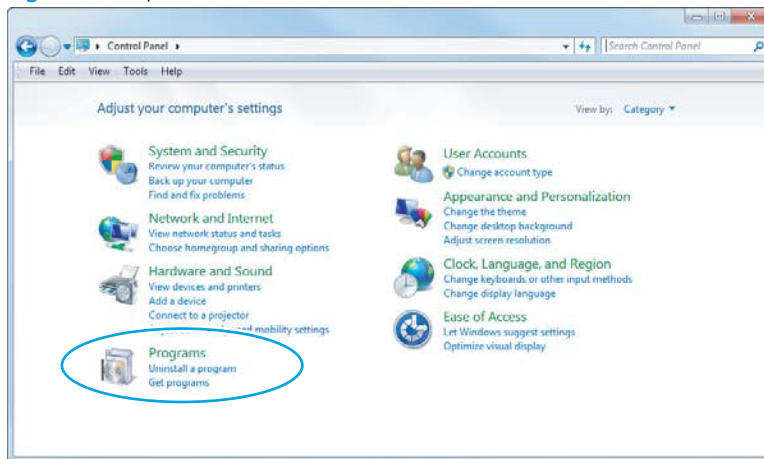 Control Panel
Search Control Panel
File Edit View Tools Help
Adjust your computer's settings
View by: Category
System and Security
Review your computer's status
Back up your computer
Find and fix problems
Network and Internet
View network status and tasks
Choose homegroup and sharing options
Hardware and Sound
View devices and printers
Add a device
Connect to a projector
mobility settings
Programs
Uninstall a program
Get programs
User Accounts
Change account type
Appearance and Personalization
Change the theme
Change desktop background
Adjust screen resolution
Clock, Language, and Region
Change keyboards or other input methods
Change display language
Ease of Access
Let Windows suggest settings
Optimize visual display